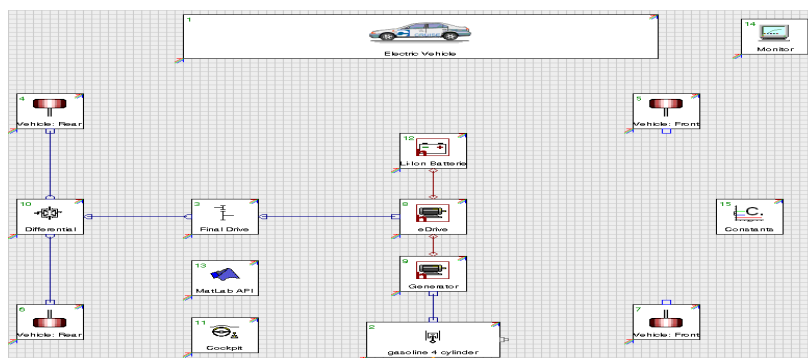 1
Electric Vehicle
14
Monitor
4
Vehicle: Rear
5
Vehicle: Front
12
Li-Ion Batterie
10
Differential
3
Final Drive
8
eDrive
15
C.
Constants
13
MatLab API
9
Generator
6
Vehicle: Rear
11
Cockpit
2
gasoline 4 cylinder
7
Vehicle: Front